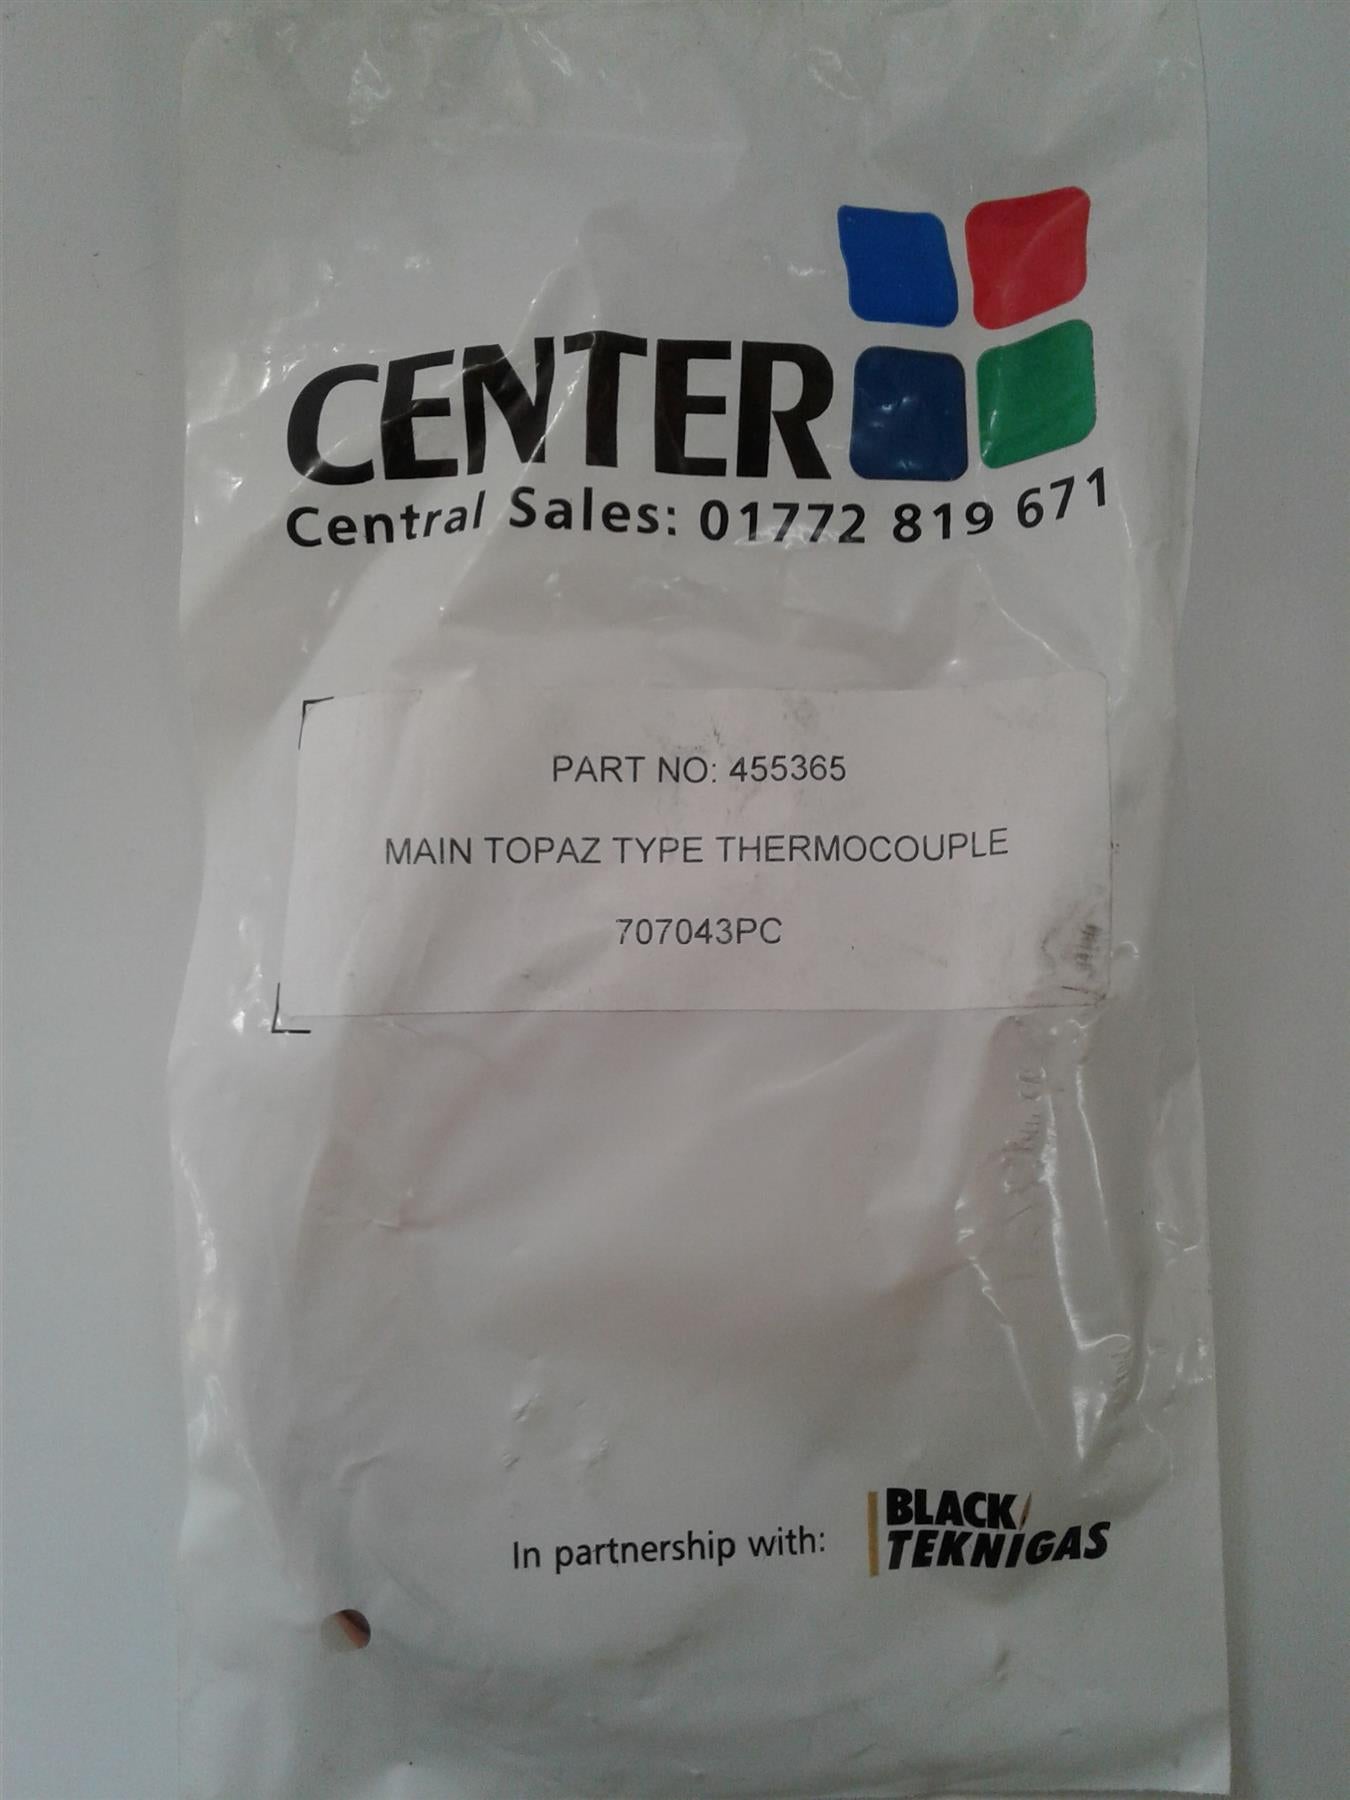 CENTER
Central Sales: 01772 819 671
PART NO: 455365
MAIN TOPAZ TYPE THERMOCOUPLE
707043PC
In partnership with:
BLACK
TEKNIGAS